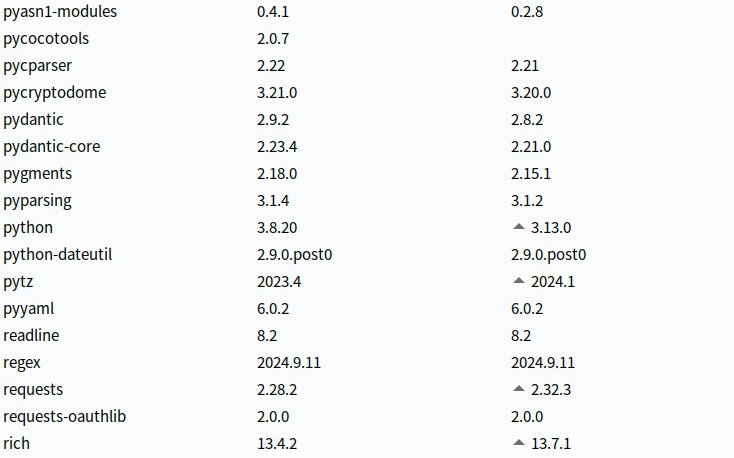 pyasn1-modules 0.4.1 0.2.8
pycocotools 2.0.7
pycparser 2.22 2.21
pycryptodome 3.21.0 3.20.0
pydantic 2.9.2 2.8.2
pydantic-core 2.23.4 2.21.0
pygments 2.18.0 2.15.1
pyparsing 3.1.4 3.1.2
python 3.8.20 3.13.0
python-dateutil 2.9.0.post0 2.9.0.post0
pytz 2023.4 2024.1
pyyaml 6.0.2 6.0.2
readline 8.2 8.2
regex 2024.9.11 2024.9.11
requests 2.28.2 2.32.3
requests-oauthlib 2.0.0 2.0.0
rich 13.4.2 13.7.1